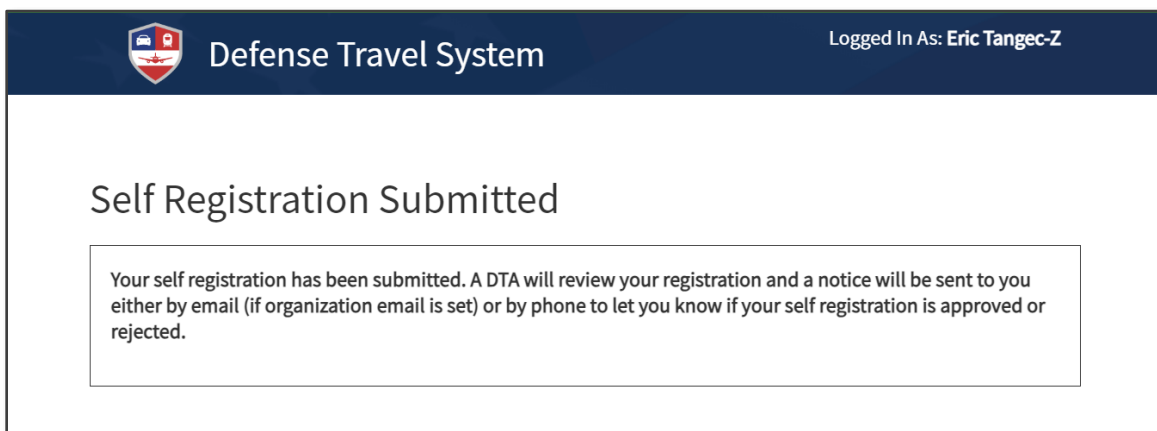 Defense Travel System
Logged In As: Eric Tangec-Z
Self Registration Submitted
Your self registration has been submitted. A DTA will review your registration and a notice will be sent to you
either by email (if organization email is set) or by phone to let you know if your self registration is approved or
rejected.